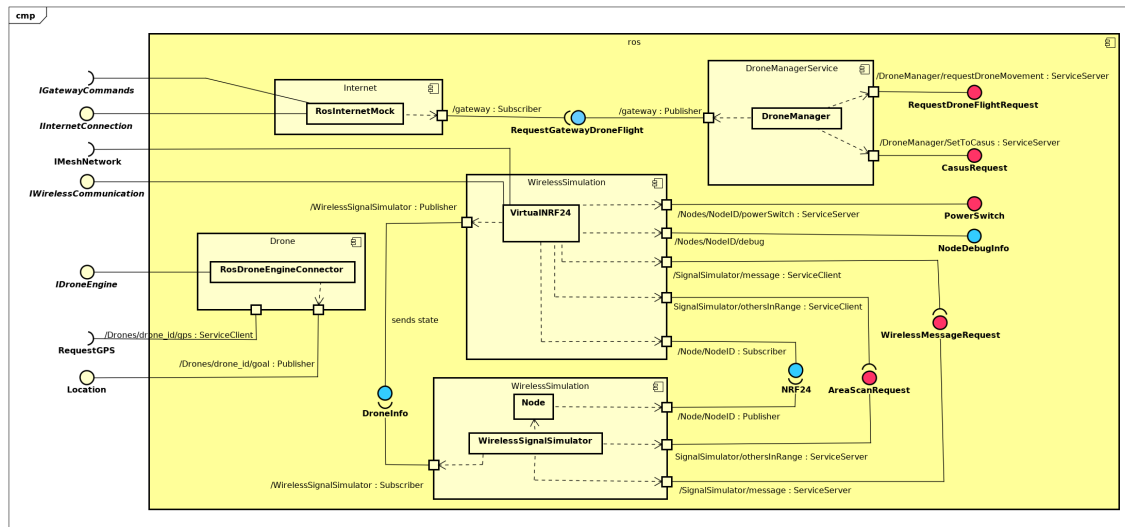 cmp
ros
IGatewayCommands
IInternetConnection
Internet
RosInternetMock
/gateway : Subscriber
RequestGatewayDroneFlight
/gateway : Publisher
DroneManagerService
DroneManager
/DroneManager/requestDroneMovement : ServiceServer
RequestDroneFlightRequest
/DroneManager/SetToCasus : ServiceServer
CasusRequest
IMeshNetwork
IWirelessCommunication
WirelessSimulation
VirtualNRF24
/WirelessSignalSimulator : Publisher
/Nodes/NodeID/powerSwitch : ServiceServer
PowerSwitch
/Nodes/NodeID/debug
NodeDebugInfo
/SignalSimulator/message : ServiceClient
SignalSimulator/othersInRange : ServiceClient
WirelessMessageRequest
/Node/NodeID : Subscriber
Drone
RosDroneEngineConnector
IDroneEngine
/Drones/drone_id/gps : ServiceClient
RequestGPS
/Drones/drone_id/goal : Publisher
Location
sends state
DroneInfo
NRF24
AreaScanRequest
WirelessSimulation
Node
/Node/NodeID : Publisher
WirelessSignalSimulator
SignalSimulator/othersInRange : ServiceServer
/WirelessSignalSimulator : Subscriber
/SignalSimulator/message : ServiceServer